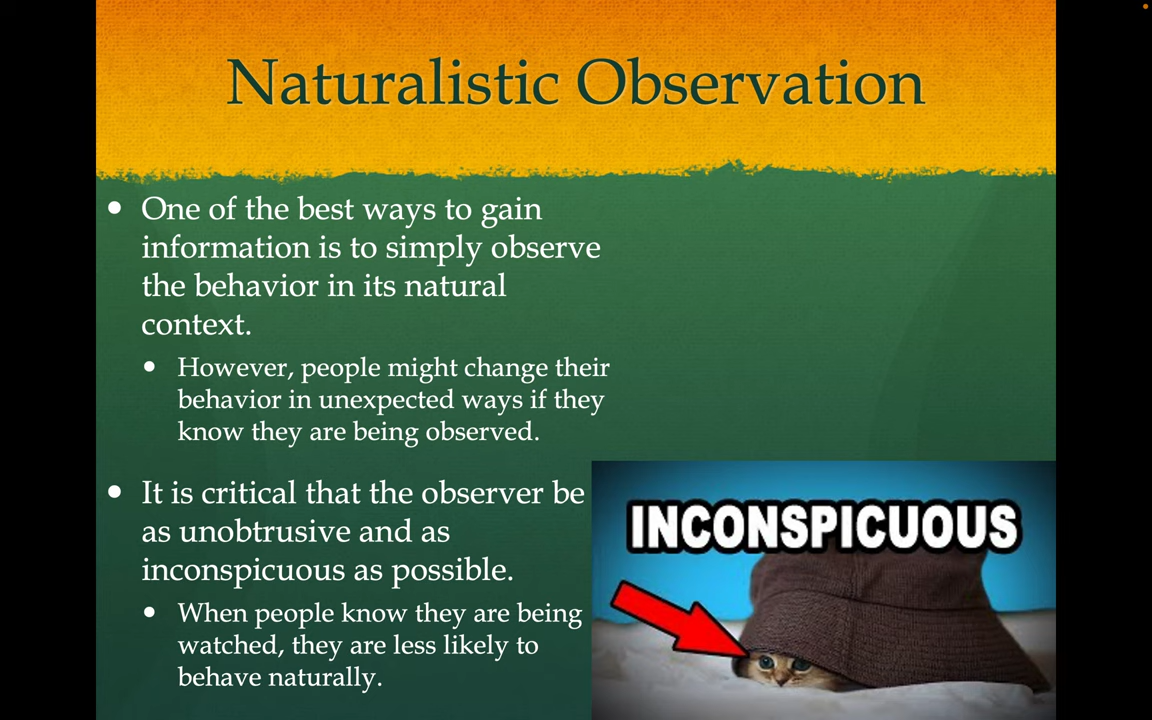 Naturalistic Observation
One of the best ways to gain
information is to simply observe
the behavior in its natural
context.
However, people might change their
behavior in unexpected ways if they
know they are being observed.
It is critical that the observer be
as unobtrusive and as
inconspicuous as possible.
When people know they are being
watched, they are less likely to
behave naturally.
INCONSPICUOUS